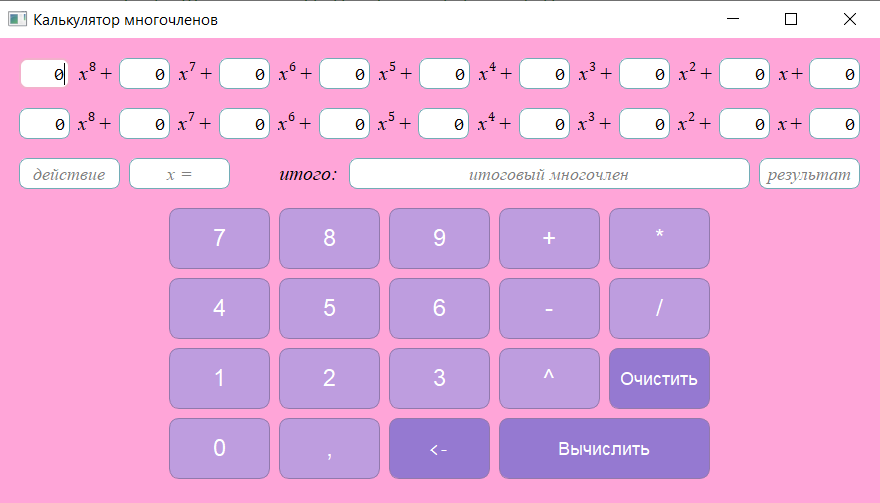 Калькулятор многочленов
0 x⁸+ 0 x⁷+ 0 x⁶+ 0 x⁵+ 0 x⁴+ 0 x³+ 0 x²+ 0 x+ 0
0 x⁸+ 0 x⁷+ 0 x⁶+ 0 x⁵+ 0 x⁴+ 0 x³+ 0 x²+ 0 x+ 0
действие x = итого: итоговый многочлен результат
7 8 9 + *
4 5 6 - /
1 2 3 ^ Очистить
0 , <- Вычислить